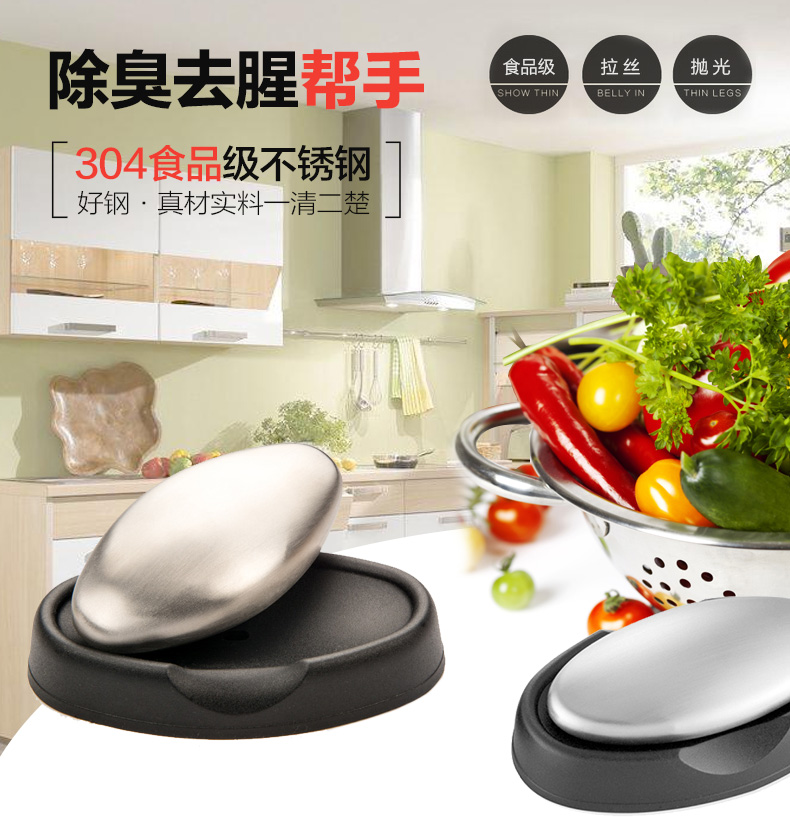 除臭去腥帮手
食品级
SHOW THIN
拉丝
BELLY IN
抛光
THIN LEGS
304食品级不锈钢
好钢·真材实料一清二楚